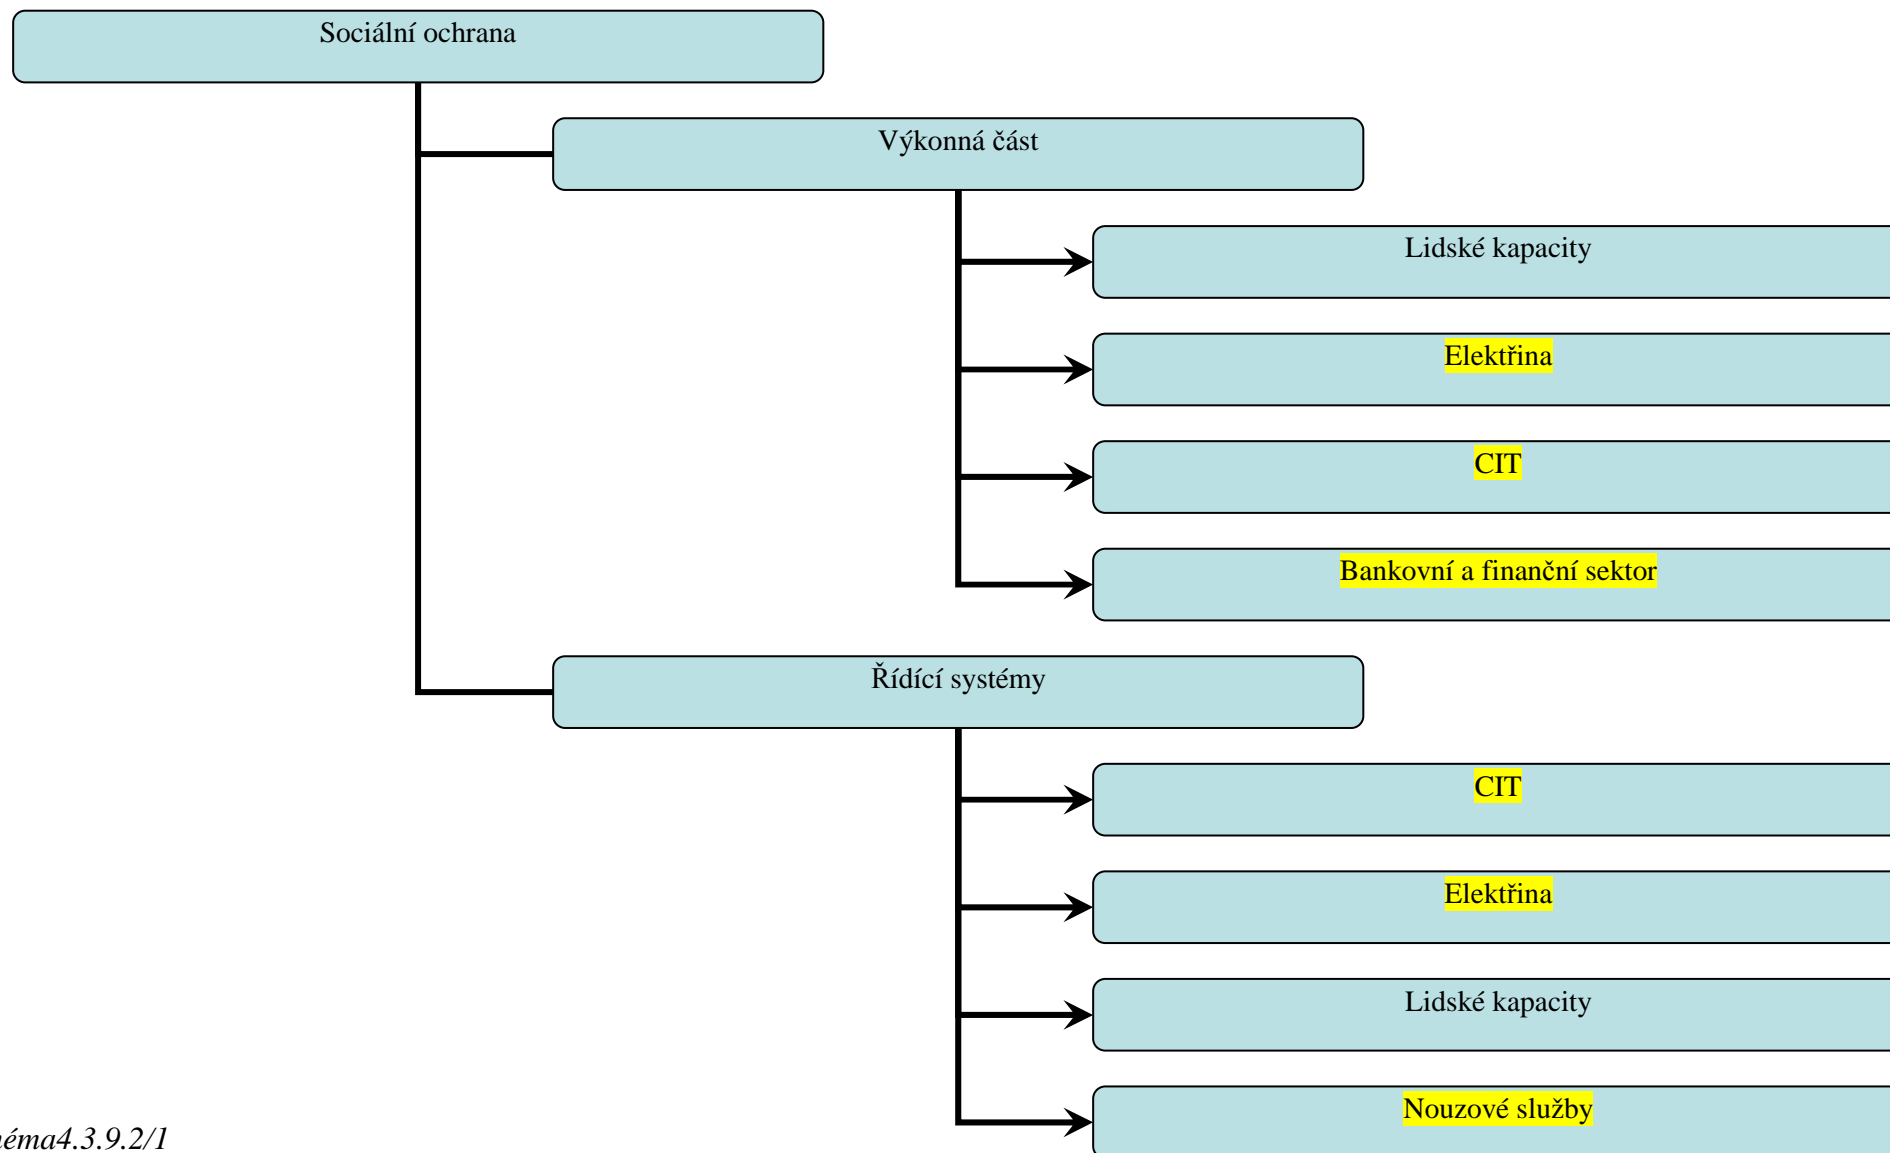 Sociální ochrana
Výkonná část
Lidské kapacity
Elektřina
CIT
Bankovní a finanční sektor
Řídící systémy
CIT
Elektřina
Lidské kapacity
Nouzové služby
éma4.3.9.2/1